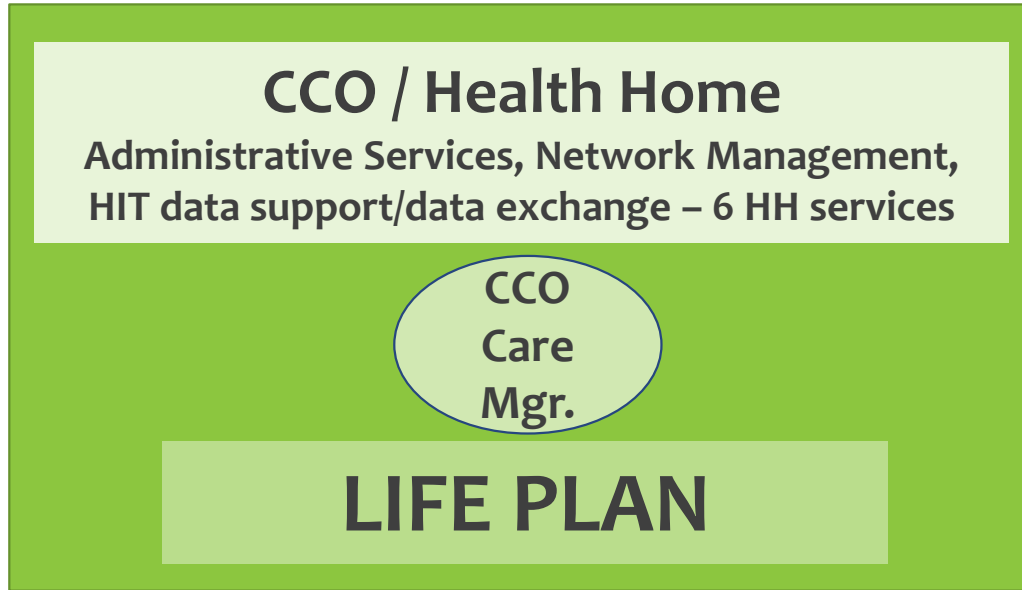 CCO / Health Home
Administrative Services, Network Management,
HIT data support/data exchange – 6 HH services
CCO
Care
Mgr.
LIFE PLAN